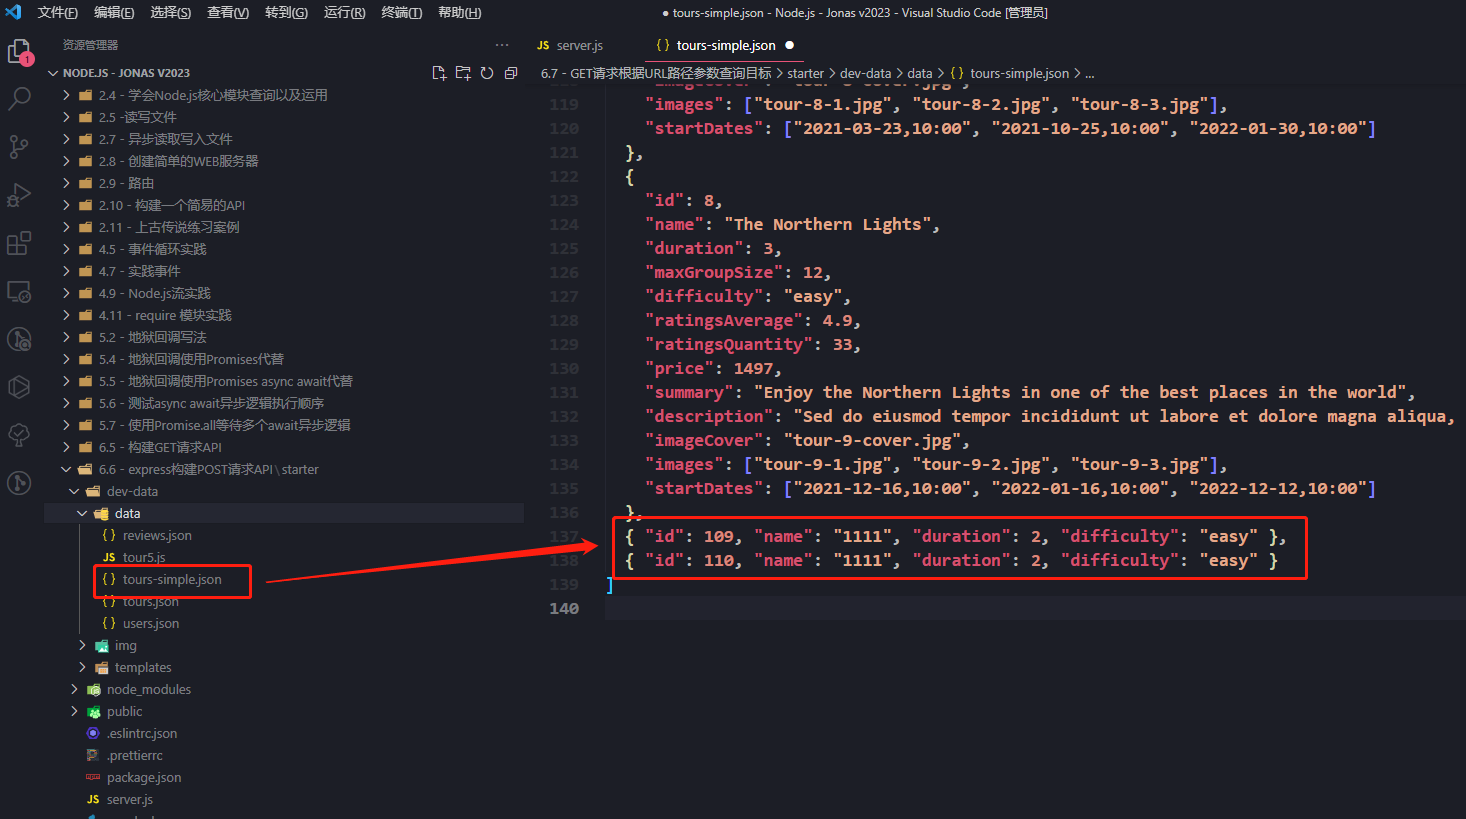 文件(F) 编辑(E) 选择(S) 查看(V) 转到(G) 运行(R) 终端(T) 帮助(H)
● tours-simple.json - Node.js - Jonas v2023 - Visual Studio Code [管理员]
1
资源管理器
NODE.JS - JONAS V2023
2.4 - 学会Node.js核心模块查询以及运用
2.5 -读写文件
2.7 - 异步读取写入文件
2.8 - 创建简单的WEB服务器
2.9 - 路由
2.10 - 构建一个简易的API
2.11 - 上古传说练习案例
4.5 - 事件循环实践
4.7 - 实践事件
4.9 - Node.js流实践
4.11 - require 模块实践
5.2 - 地狱回调写法
5.4 - 地狱回调使用Promises代替
5.5 - 地狱回调使用Promises async await代替
5.6 - 测试async await异步逻辑执行顺序
5.7 - 使用Promise.all等待多个await异步逻辑
6.5 - 构建GET请求API
6.6 - express构建POST请求API\starter
dev-data
data
{} reviews.json
JS tour5.js
{} tours-simple.json
{} tours.json
{} users.json
img
templates
node_modules
public
.eslintrc.json
.prettierrc
package.json
JS server.js
JS server.js
{} tours-simple.json ●
6.7 - GET请求根据URL路径参数查询目标 > starter > dev-data > data > {} tours-simple.json > ...
119 "images": ["tour-8-1.jpg", "tour-8-2.jpg", "tour-8-3.jpg"],
120 "startDates": ["2021-03-23,10:00", "2021-10-25,10:00", "2022-01-30,10:00"]
121 },
122 {
123 "id": 8,
124 "name": "The Northern Lights",
125 "duration": 3,
126 "maxGroupSize": 12,
127 "difficulty": "easy",
128 "ratingsAverage": 4.9,
129 "ratingsQuantity": 33,
130 "price": 1497,
131 "summary": "Enjoy the Northern Lights in one of the best places in the world",
132 "description": "Sed do eiusmod tempor incididunt ut labore et dolore magna aliqua,
133 "imageCover": "tour-9-cover.jpg",
134 "images": ["tour-9-1.jpg", "tour-9-2.jpg", "tour-9-3.jpg"],
135 "startDates": ["2021-12-16,10:00", "2022-01-16,10:00", "2022-12-12,10:00"]
136 },
137 { "id": 109, "name": "1111", "duration": 2, "difficulty": "easy" },
138 { "id": 110, "name": "1111", "duration": 2, "difficulty": "easy" }
139 ]
140